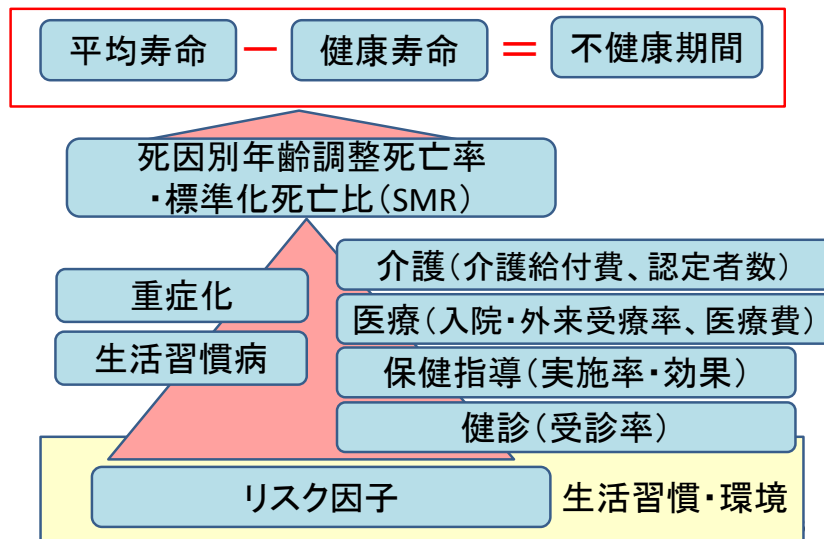 平均寿命 － 健康寿命 ＝ 不健康期間
死因別年齢調整死亡率
・標準化死亡比（SMR）
介護（介護給付費、認定者数）
重症化
医療（入院・外来受療率、医療費）
生活習慣病
保健指導（実施率・効果）
健診（受診率）
リスク因子
生活習慣・環境